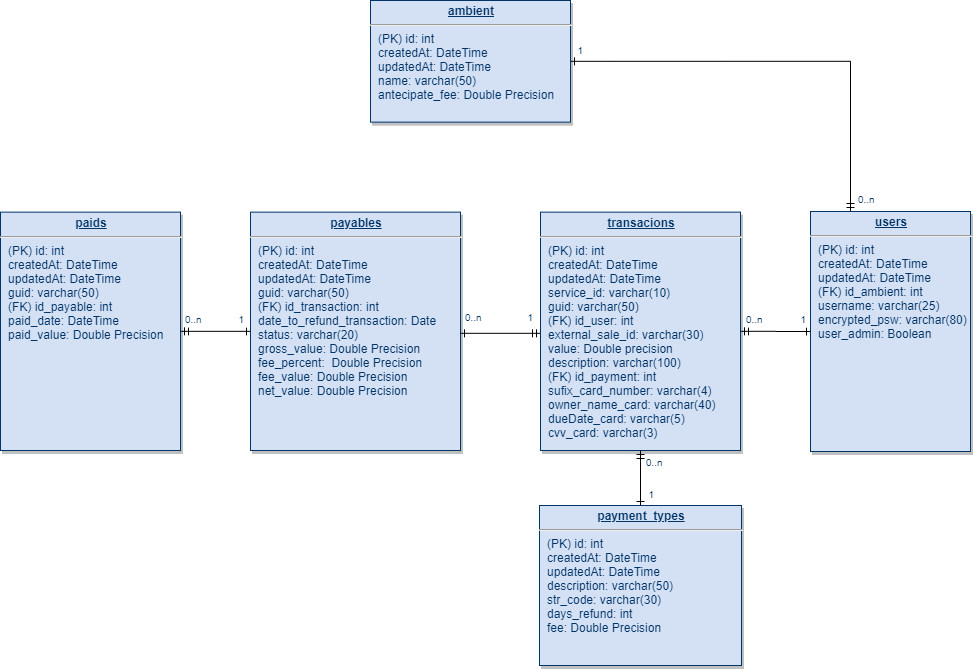 ambient
(PK) id: int
createdAt: DateTime
updatedAt: DateTime
name: varchar(50)
antecipate_fee: Double Precision
1
0..n
paids
(PK) id: int
createdAt: DateTime
updatedAt: DateTime
guid: varchar(50)
(FK) id_payable: int
paid_date: DateTime
paid_value: Double Precision
0..n
1
payables
(PK) id: int
createdAt: DateTime
updatedAt: DateTime
guid: varchar(50)
(FK) id_transaction: int
date_to_refund_transaction: Date
status: varchar(20)
gross_value: Double Precision
fee_percent:  Double Precision
fee_value: Double Precision
net_value: Double Precision
0..n
1
transacions
(PK) id: int
createdAt: DateTime
updatedAt: DateTime
service_id: varchar(10)
guid: varchar(50)
(FK) id_user: int
external_sale_id: varchar(30)
value: Double precision
description: varchar(100)
(FK) id_payment: int
sufix_card_number: varchar(4)
owner_name_card: varchar(40)
dueDate_card: varchar(5)
cvv_card: varchar(3)
0..n
1
users
(PK) id: int
createdAt: DateTime
updatedAt: DateTime
(FK) id_ambient: int
username: varchar(25)
encrypted_psw: varchar(80)
user_admin: Boolean
0..n
1
payment_types
(PK) id: int
createdAt: DateTime
updatedAt: DateTime
description: varchar(50)
str_code: varchar(30)
days_refund: int
fee: Double Precision